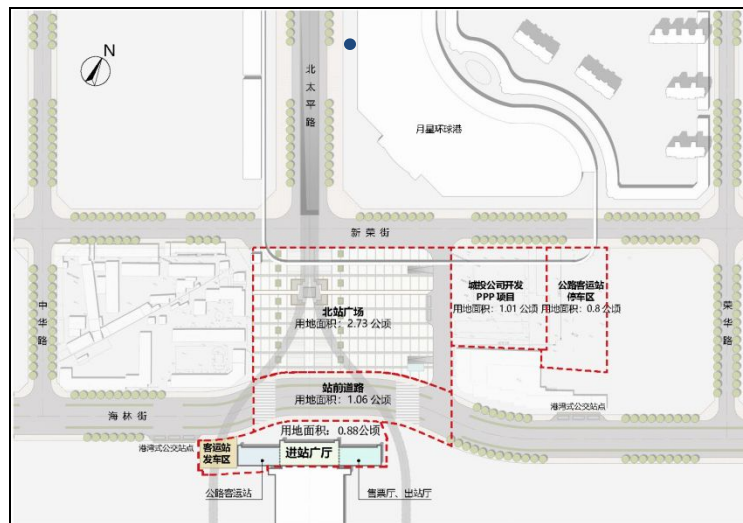 N
北太平路
月星环球港
新荣街
中华路
荣华路
北站广场
用地面积：2.73 公顷
城投公司开发
PPP 项目
用地面积：1.01 公顷
公路客运站
停车区
用地面积：0.8 公顷
站前道路
用地面积：1.06 公顷
海林街
港湾式公交站点
用地面积：0.88公顷
港湾式公交站点
客运站
发车区
进站广厅
公路客运站
售票厅、出站厅